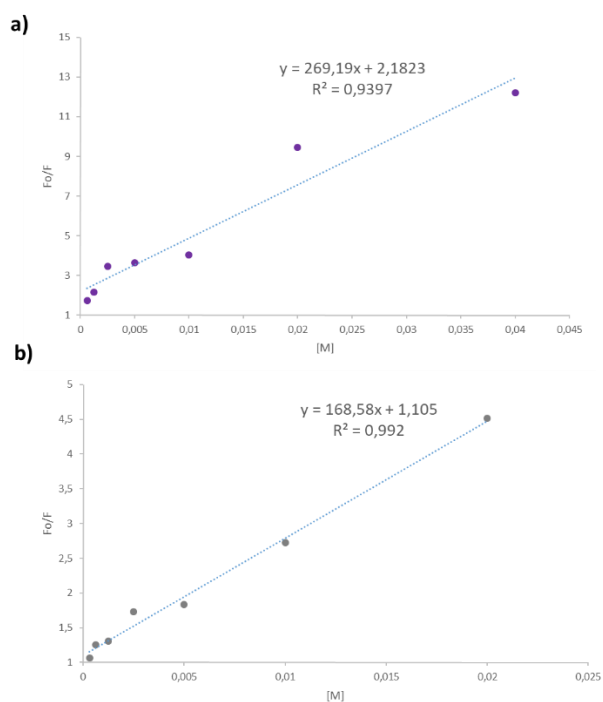 a)
15
13
11
9
7
5
3
1
Fo/F
y = 269,19x + 2,1823
R² = 0,9397
0 0,005 0,01 0,015 0,02 0,025 0,03 0,035 0,04 0,045
[M]
b)
5
4,5
4
3,5
3
2,5
2
1,5
1
Fo/F
y = 168,58x + 1,105
R² = 0,992
0 0,005 0,01 0,015 0,02 0,025
[M]